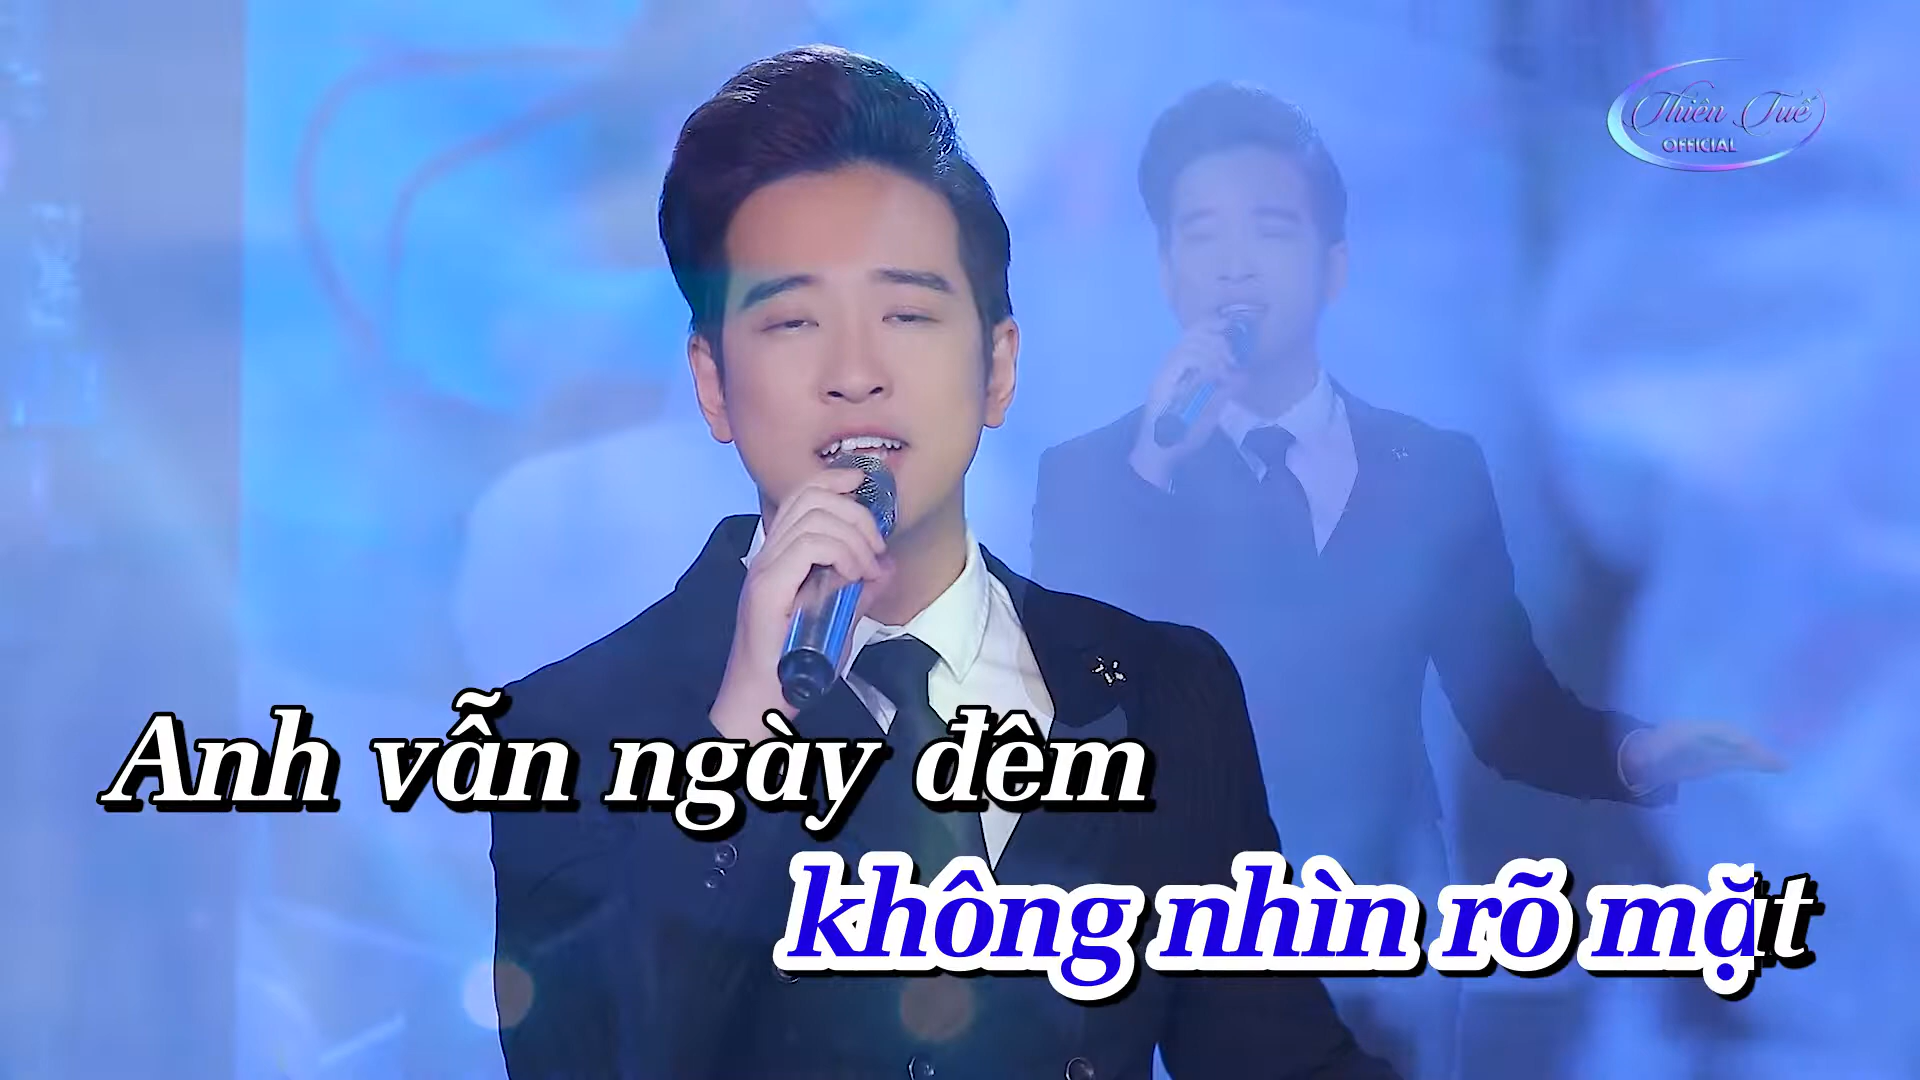 Thiên Tuế
OFFICIAL
Anh vẫn ngày đêm
không nhìn rõ mặt